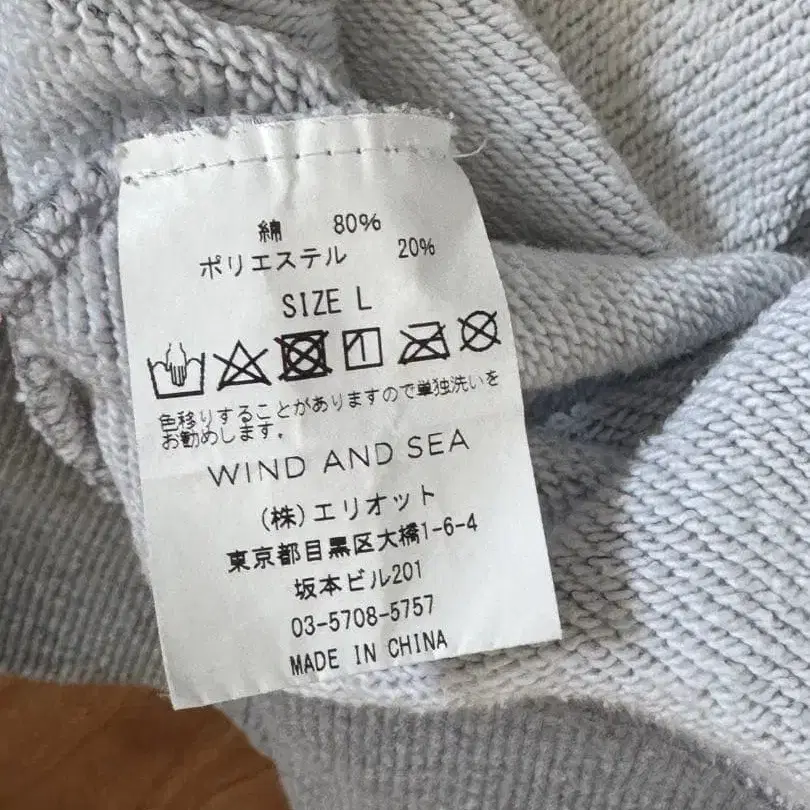 綿 80%
ポリエステル 20%
SIZE L
色移りすることがありますので単独洗いを
お勧めします。
WIND AND SEA
(株)エリオット
東京都目黒区大橋1-6-4
坂本ビル201
03-5708-5757
MADE IN CHINA